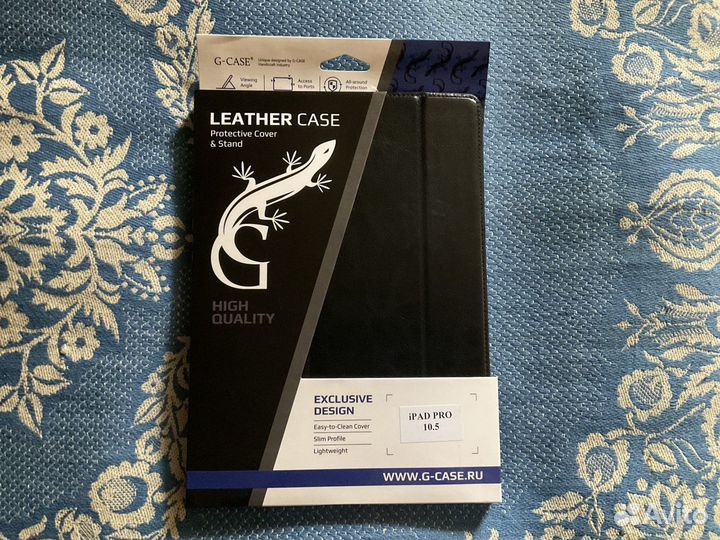 G-CASE®
Unique designed by G-CASE
Handicraft Industry
Viewing
Angle
Access
to Ports
All-around
Protection
LEATHER CASE
Protective Cover
& Stand
G
HIGH
QUALITY
EXCLUSIVE
DESIGN
Easy-to-Clean Cover
Slim Profile
Lightweight
iPAD PRO
10.5
WWW.G-CASE.RU
Avito